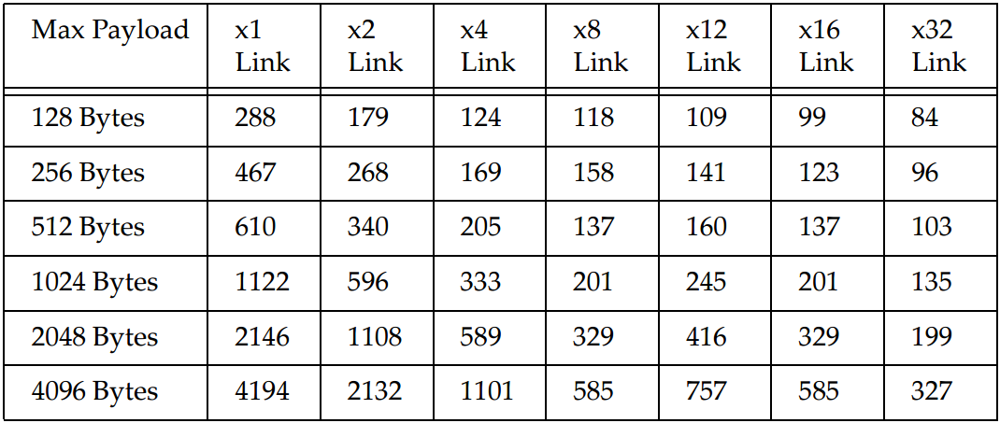 Max Payload x1 Link x2 Link x4 Link x8 Link x12 Link x16 Link x32 Link
128 Bytes 288 179 124 118 109 99 84
256 Bytes 467 268 169 158 141 123 96
512 Bytes 610 340 205 137 160 137 103
1024 Bytes 1122 596 333 201 245 201 135
2048 Bytes 2146 1108 589 329 416 329 199
4096 Bytes 4194 2132 1101 585 757 585 327